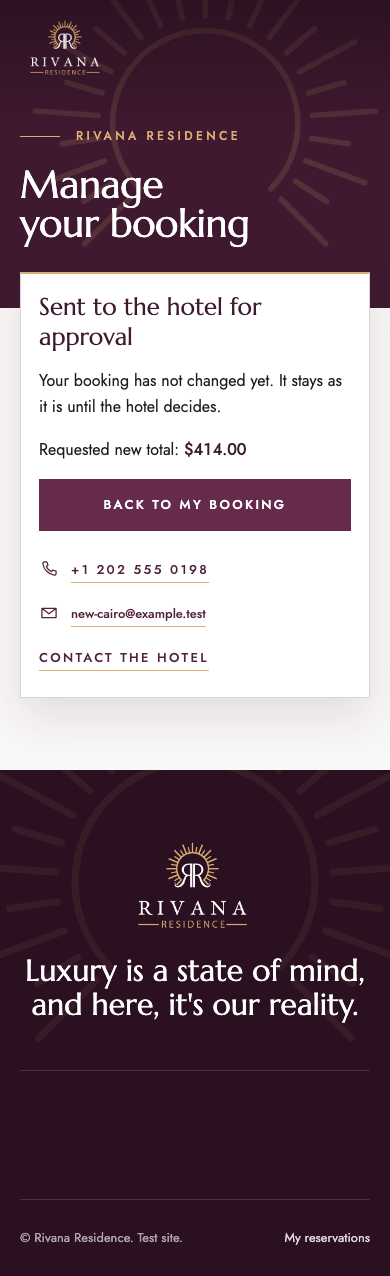 RIVANA
RESIDENCE
RIVANA RESIDENCE
Manage
your booking
Sent to the hotel for
approval
Your booking has not changed yet. It stays as
it is until the hotel decides.
Requested new total: $414.00
BACK TO MY BOOKING
+1 202 555 0198
new-cairo@example.test
CONTACT THE HOTEL
RIVANA
RESIDENCE
Luxury is a state of mind,
and here, it's our reality.
© Rivana Residence. Test site.
My reservations